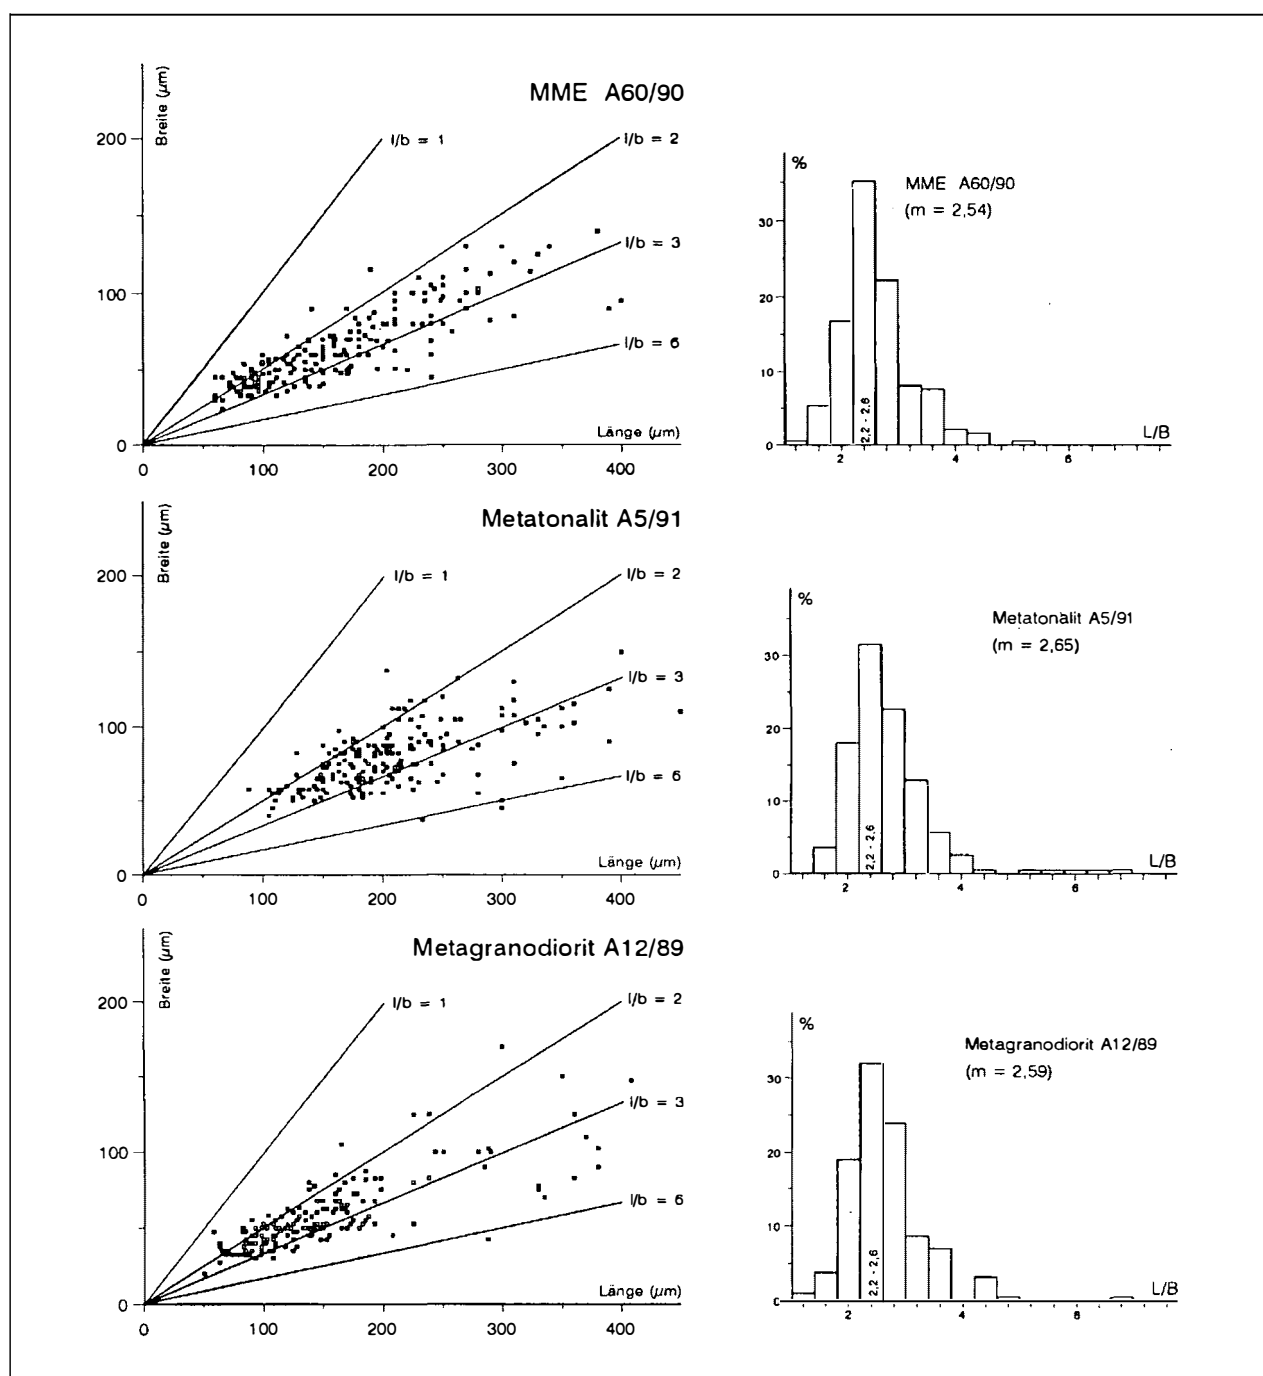 MME A60/90
Breite (μm)
200
100
0
l/b = 1
l/b = 2
l/b = 3
l/b = 6
Länge (μm)
0 100 200 300 400
%
MME A60/90
(m = 2,54)
30
20
10
0
2,2 - 2,6
L/B
2 4 6
Metatonalit A5/91
Breite (μm)
200
100
0
l/b = 1
l/b = 2
l/b = 3
l/b = 6
Länge (μm)
0 100 200 300 400
%
Metatonalit A5/91
(m = 2,65)
30
20
10
0
2,2 - 2,6
L/B
2 4 6
Metagranodiorit A12/89
Breite (μm)
200
100
0
l/b = 1
l/b = 2
l/b = 3
l/b = 6
Länge (μm)
0 100 200 300 400
%
Metagranodiorit A12/89
(m = 2,59)
30
20
10
0
2,2 - 2,6
L/B
2 4 6